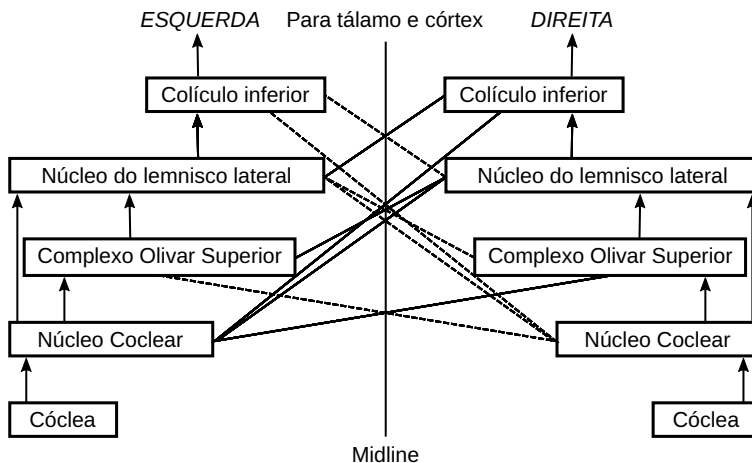 ESQUERDA Para tálamo e córtex DIREITA
Colículo inferior Colículo inferior
Núcleo do lemnisco lateral Núcleo do lemnisco lateral
Complexo Olivar Superior Complexo Olivar Superior
Núcleo Coclear Núcleo Coclear
Cóclea Cóclea
Midline